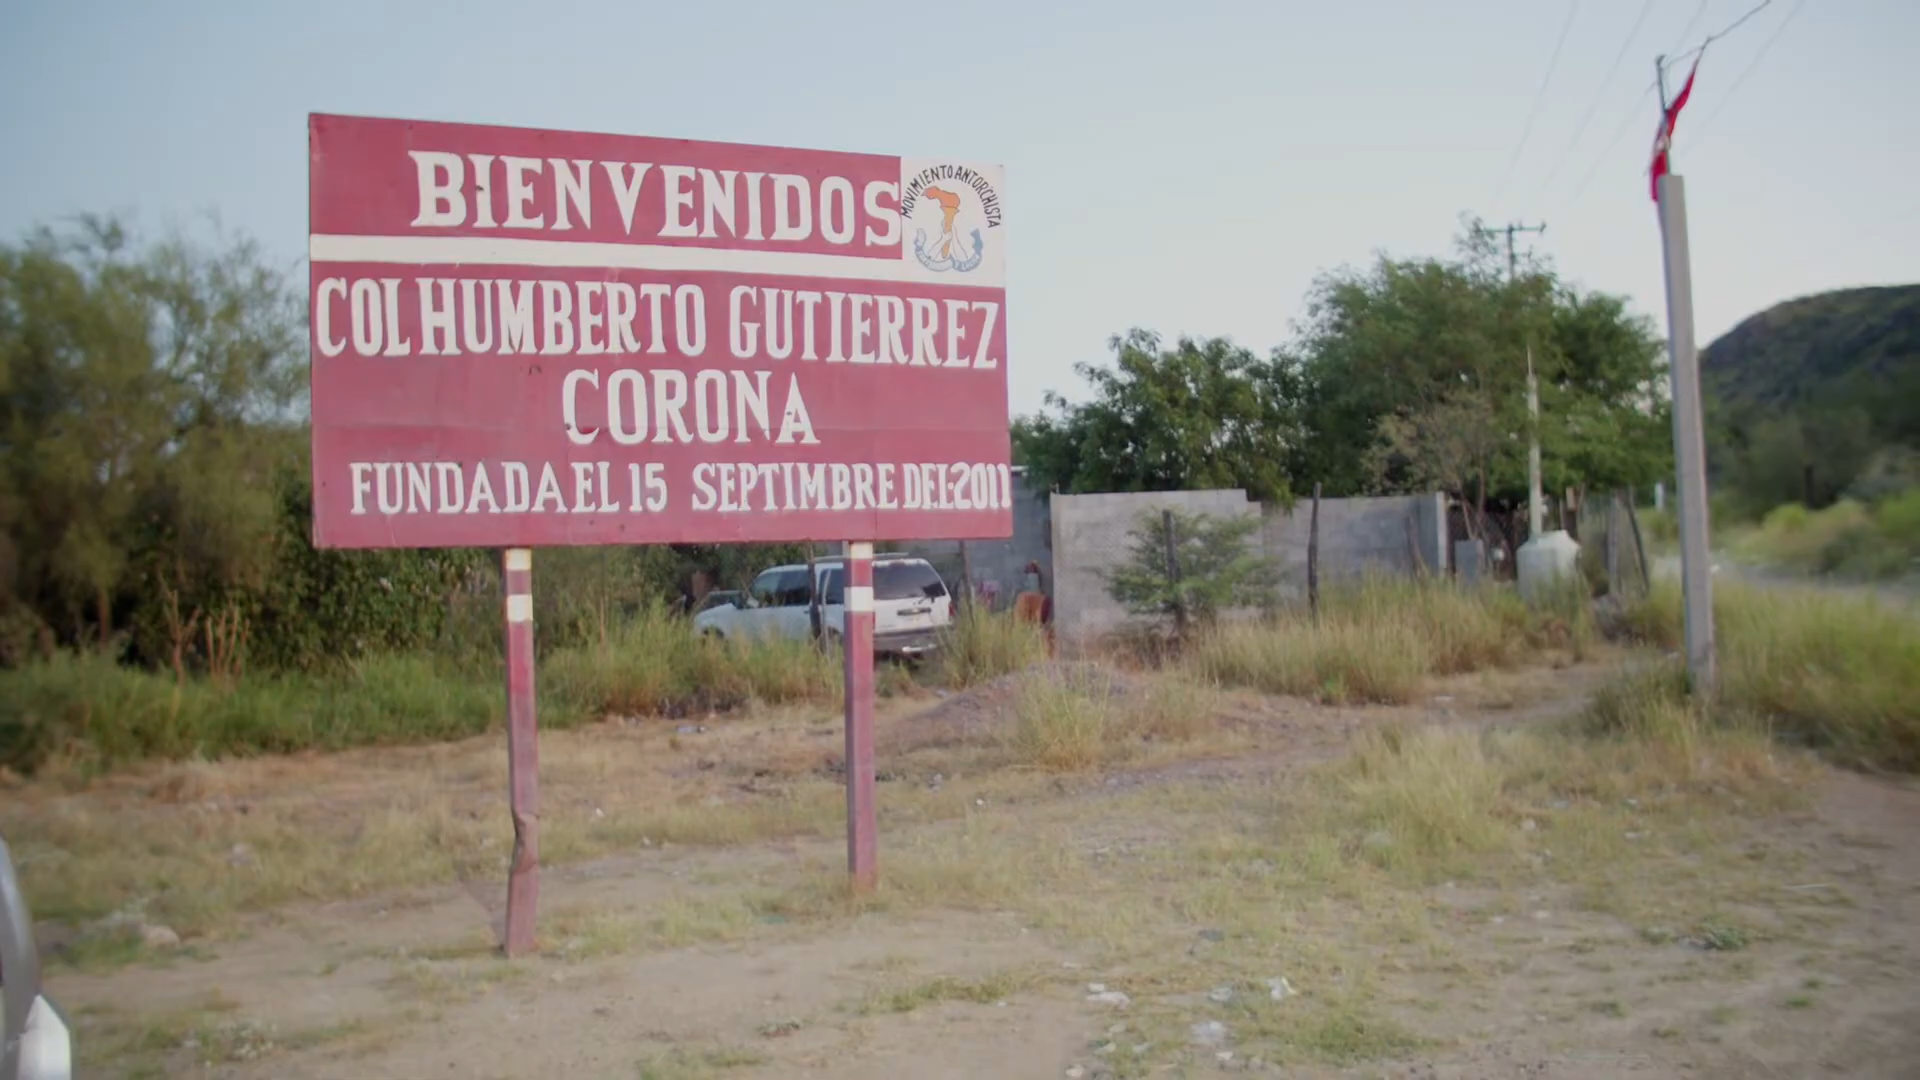 BIENVENIDOS
MOVIMIENTO ANTORCHISTA
COL HUMBERTO GUTIERREZ
CORONA
FUNDADA EL 15 SEPTIMBRE DEL 2011